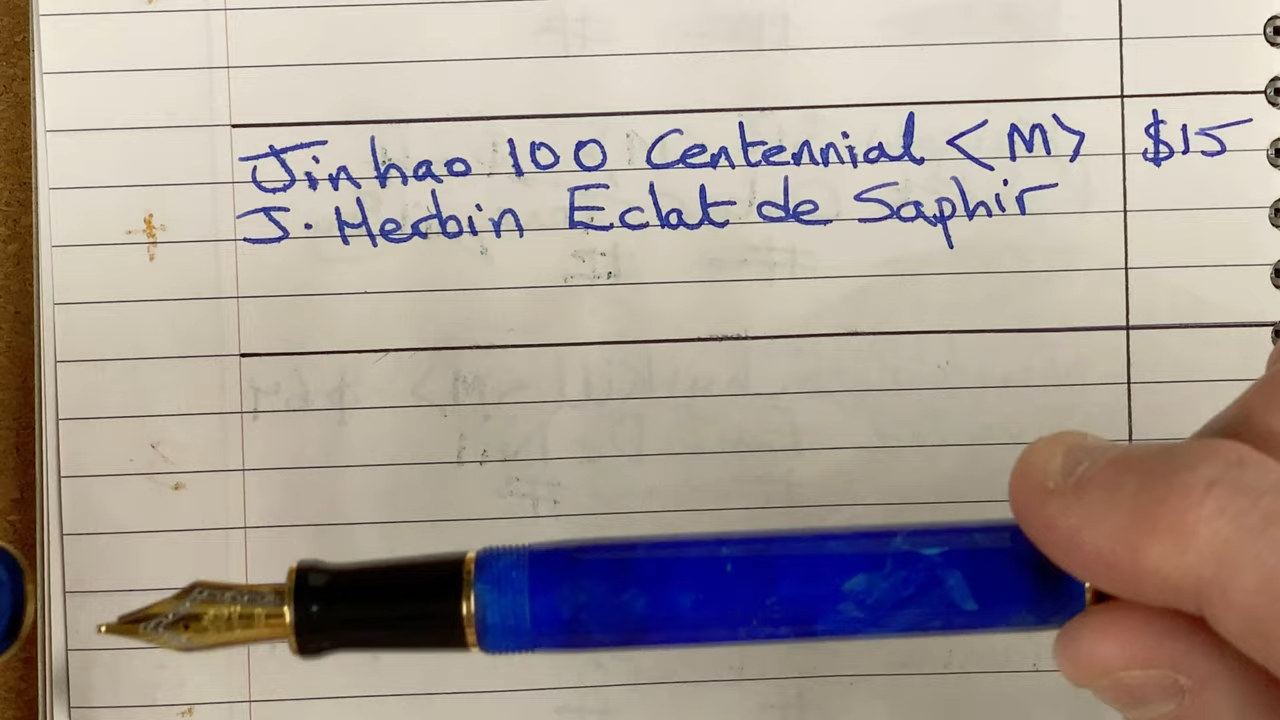 Jinhao 100 Centennial <M> $15
J. Herbin Eclat de Saphir